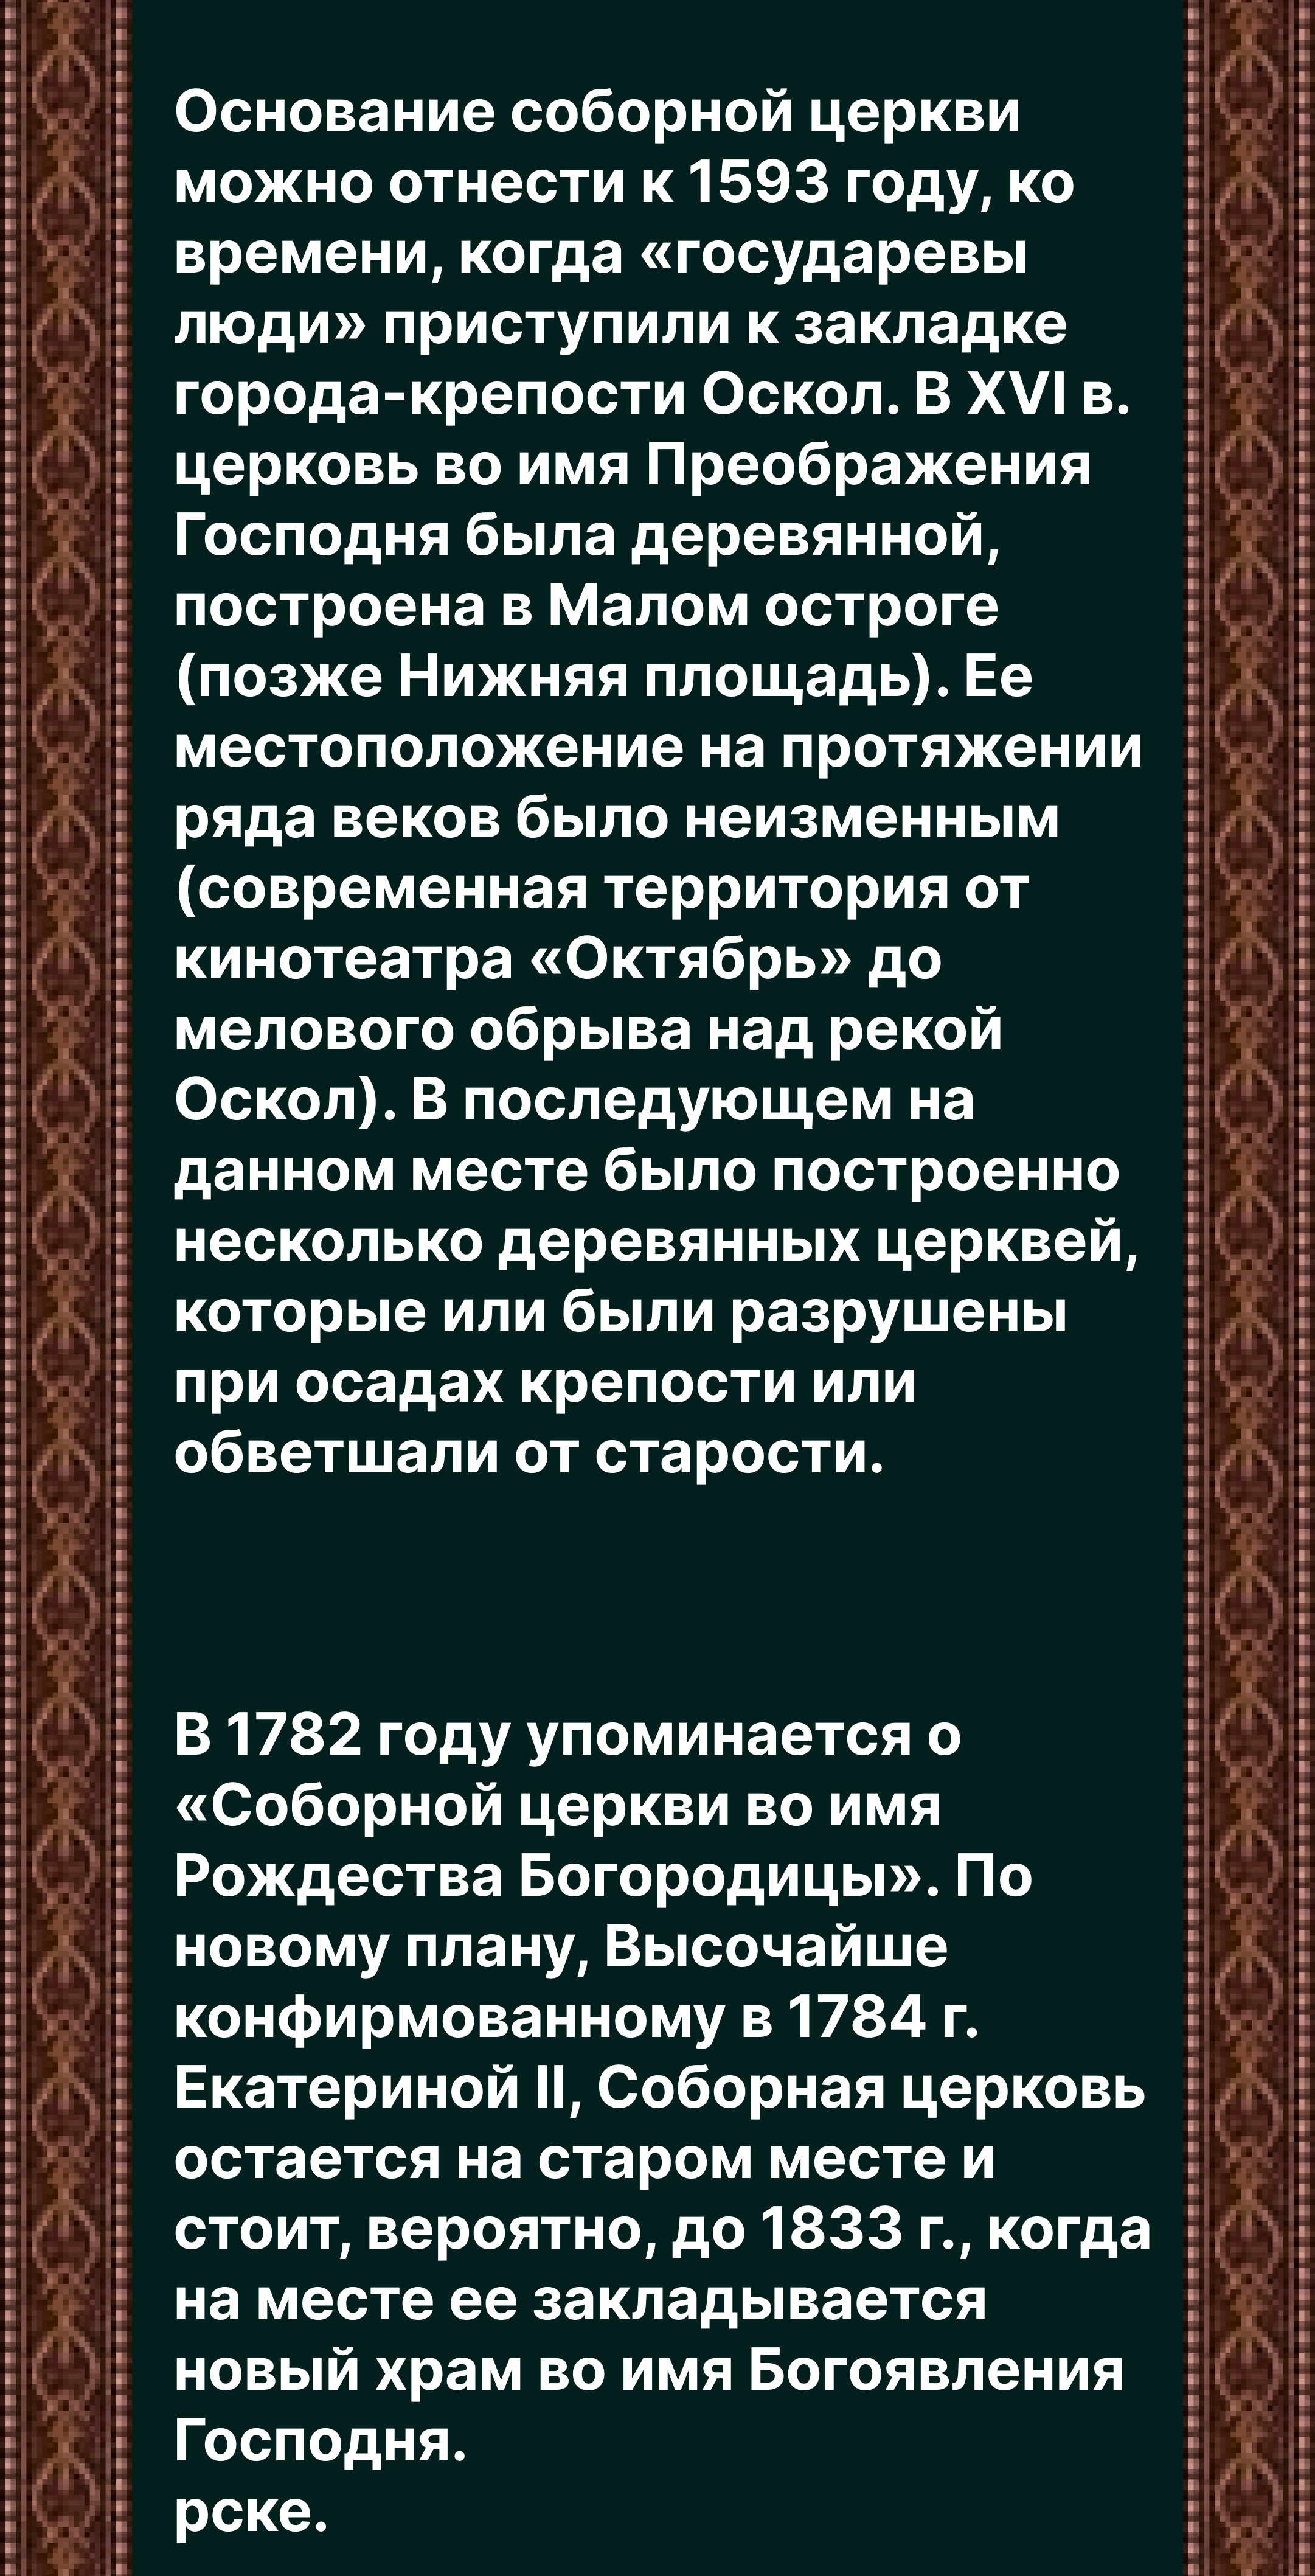 Основание соборной церкви
можно отнести к 1593 году, ко
времени, когда «государевы
люди» приступили к закладке
города-крепости Оскол. В XVI в.
церковь во имя Преображения
Господня была деревянной,
построена в Малом остроге
(позже Нижняя площадь). Ее
местоположение на протяжении
ряда веков было неизменным
(современная территория от
кинотеатра «Октябрь» до
мелового обрыва над рекой
Оскол). В последующем на
данном месте было построенно
несколько деревянных церквей,
которые или были разрушены
при осадах крепости или
обветшали от старости.
В 1782 году упоминается о
«Соборной церкви во имя
Рождества Богородицы». По
новому плану, Высочайше
конфирмованному в 1784 г.
Екатериной II, Соборная церковь
остается на старом месте и
стоит, вероятно, до 1833 г., когда
на месте ее закладывается
новый храм во имя Богоявления
Господня.
рске.